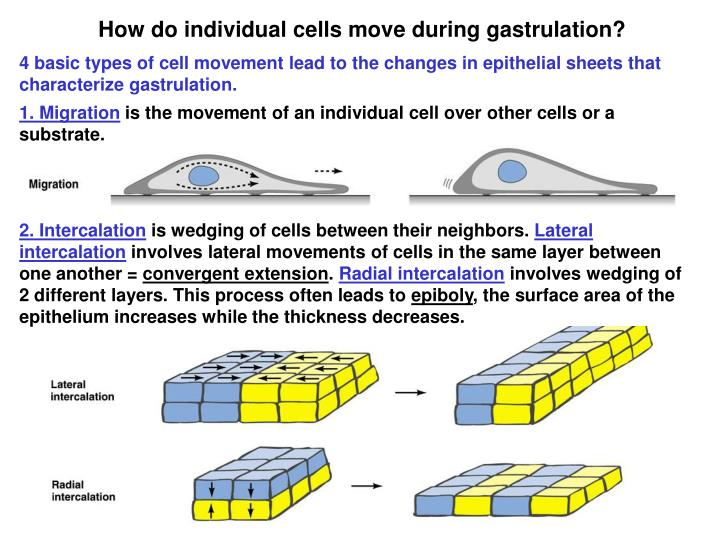 How do individual cells move during gastrulation?
4 basic types of cell movement lead to the changes in epithelial sheets that
characterize gastrulation.
1. Migration is the movement of an individual cell over other cells or a
substrate.
Migration
2. Intercalation is wedging of cells between their neighbors. Lateral
intercalation involves lateral movements of cells in the same layer between
one another = convergent extension. Radial intercalation involves wedging of
2 different layers. This process often leads to epiboly, the surface area of the
epithelium increases while the thickness decreases.
Lateral
intercalation
Radial
intercalation